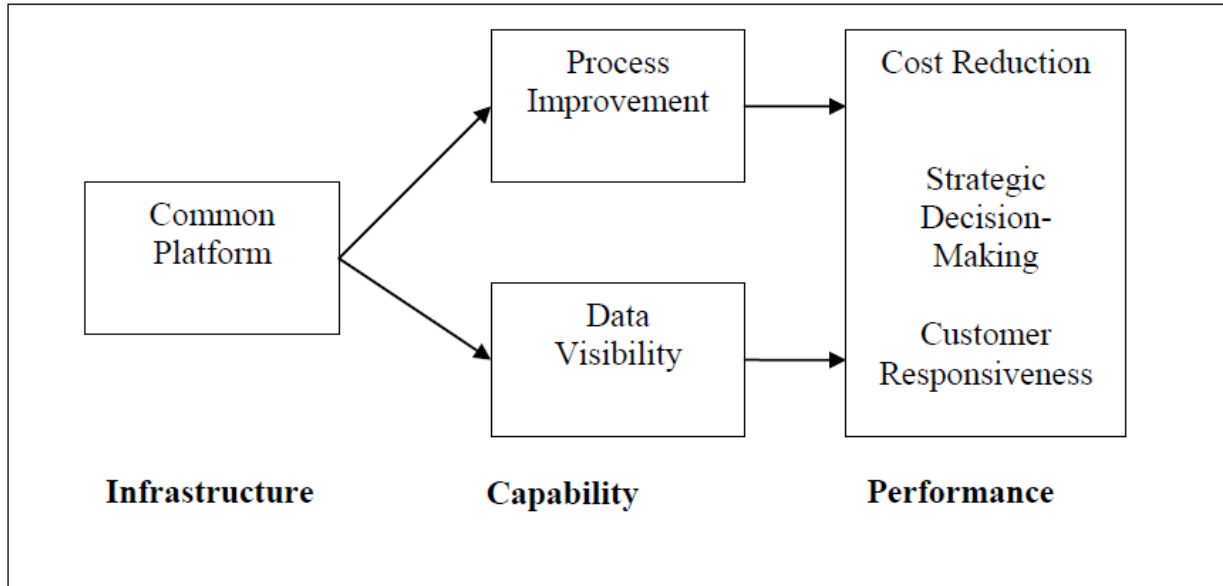 Common
Platform
Process
Improvement
Data
Visibility
Cost Reduction
Strategic
Decision-
Making
Customer
Responsiveness
Infrastructure
Capability
Performance